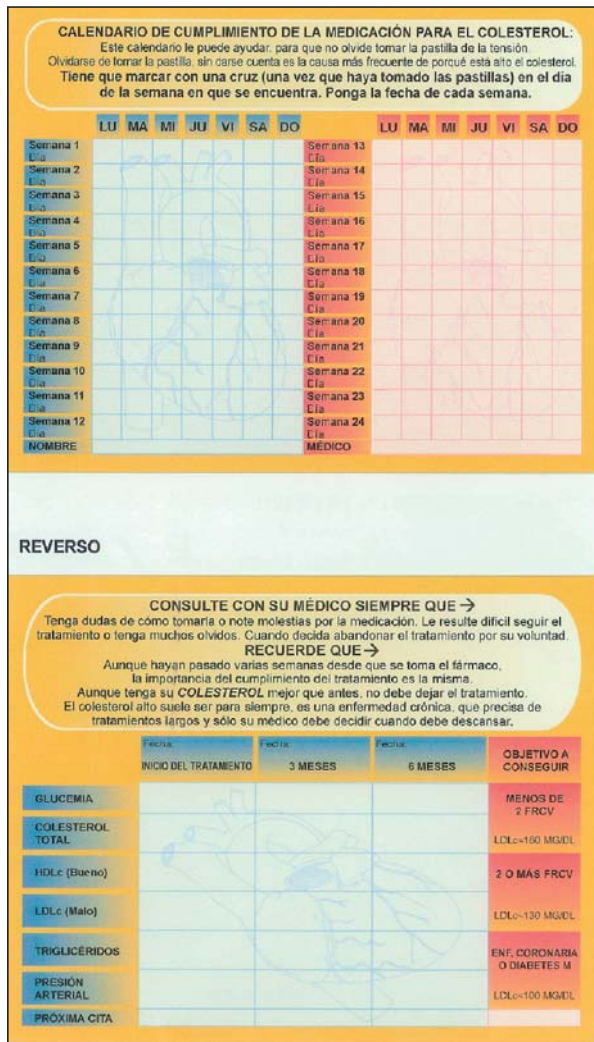 CALENDARIO DE CUMPLIMIENTO DE LA MEDICACIÓN PARA EL COLESTEROL:
Este calendario le puede ayudar, para que no olvide tomar la pastilla de la tensión.
Olvidarse de tomar la pastilla, sin darse cuenta es la causa más frecuente de porqué está alto el colesterol.
Tiene que marcar con una cruz (una vez que haya tomado las pastillas) en el día
de la semana en que se encuentra. Ponga la fecha de cada semana.
LU MA MI JU VI SA DO LU MA MI JU VI SA DO
Semana 1 Semana 13
Día Día
Semana 2 Semana 14
Día Día
Semana 3 Semana 15
Día Día
Semana 4 Semana 16
Día Día
Semana 5 Semana 17
Día Día
Semana 6 Semana 18
Día Día
Semana 7 Semana 19
Día Día
Semana 8 Semana 20
Día Día
Semana 9 Semana 21
Día Día
Semana 10 Semana 22
Día Día
Semana 11 Semana 23
Día Día
Semana 12 Semana 24
Día Día
NOMBRE MÉDICO
REVERSO
CONSULTE CON SU MÉDICO SIEMPRE QUE →
Tenga dudas de cómo tomarla o note molestias por la medicación. Le resulte difícil seguir el
tratamiento o tenga muchos olvidos. Cuando decida abandonar el tratamiento por su voluntad.
RECUERDE QUE →
Aunque hayan pasado varias semanas desde que se toma el fármaco,
la importancia del cumplimiento del tratamiento es la misma.
Aunque tenga su COLESTEROL mejor que antes, no debe dejar el tratamiento.
El colesterol alto suele ser para siempre, es una enfermedad crónica, que precisa de
tratamientos largos y sólo su médico debe decidir cuando debe descansar.
Fecha: Fecha: Fecha:
INICIO DEL TRATAMIENTO 3 MESES 6 MESES OBJETIVO A
CONSEGUIR
GLUCEMIA MENOS DE
2 FRCV
COLESTEROL
TOTAL LDLc<160 MG/DL
HDLc (Bueno) 2 O MÁS FRCV
LDLc (Malo) LDLc<130 MG/DL
TRIGLICÉRIDOS ENF. CORONARIA
O DIABETES M
PRESIÓN
ARTERIAL LDLc<100 MG/DL
PRÓXIMA CITA